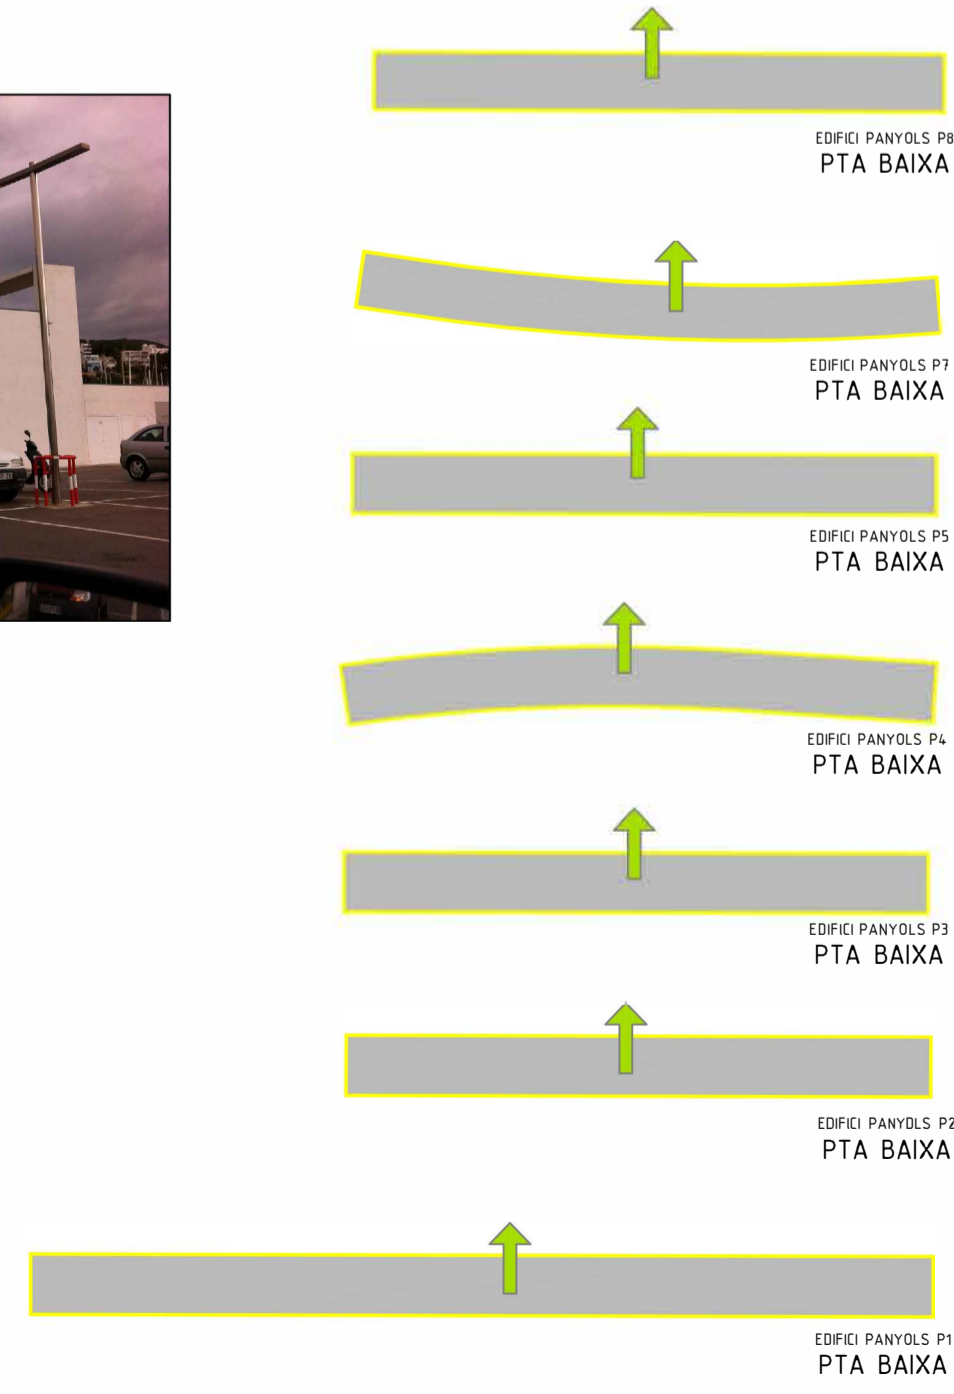 EDIFICI PANYOLS P8
PTA BAIXA
EDIFICI PANYOLS P7
PTA BAIXA
EDIFICI PANYOLS P5
PTA BAIXA
EDIFICI PANYOLS P4
PTA BAIXA
EDIFICI PANYOLS P3
PTA BAIXA
EDIFICI PANYOLS P2
PTA BAIXA
EDIFICI PANYOLS P1
PTA BAIXA